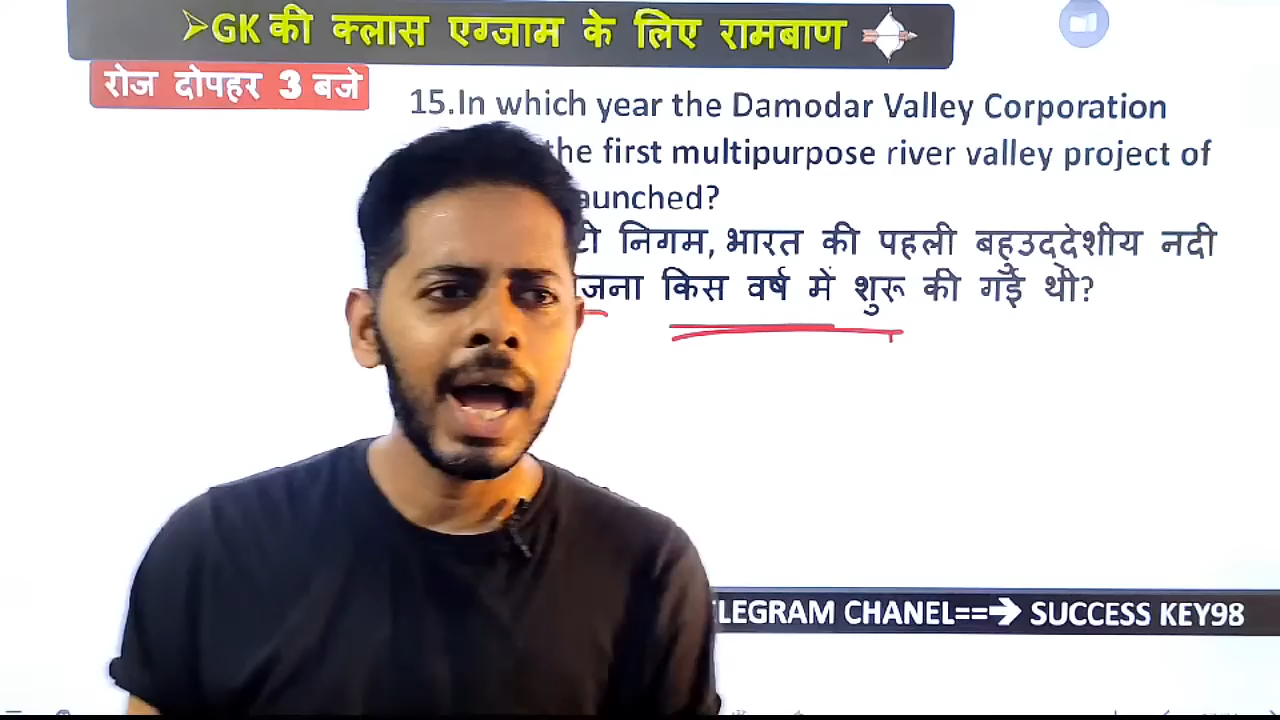 ➢GK की क्लास एग्जाम के लिए रामबाण
रोज दोपहर 3 बजे
15.In which year the Damodar Valley Corporation
the first multipurpose river valley project of
aunched?
टी निगम, भारत की पहली बहुउद्देशीय नदी
जना किस वर्ष में शुरू की गई थी?
LEGRAM CHANEL==➔ SUCCESS KEY98